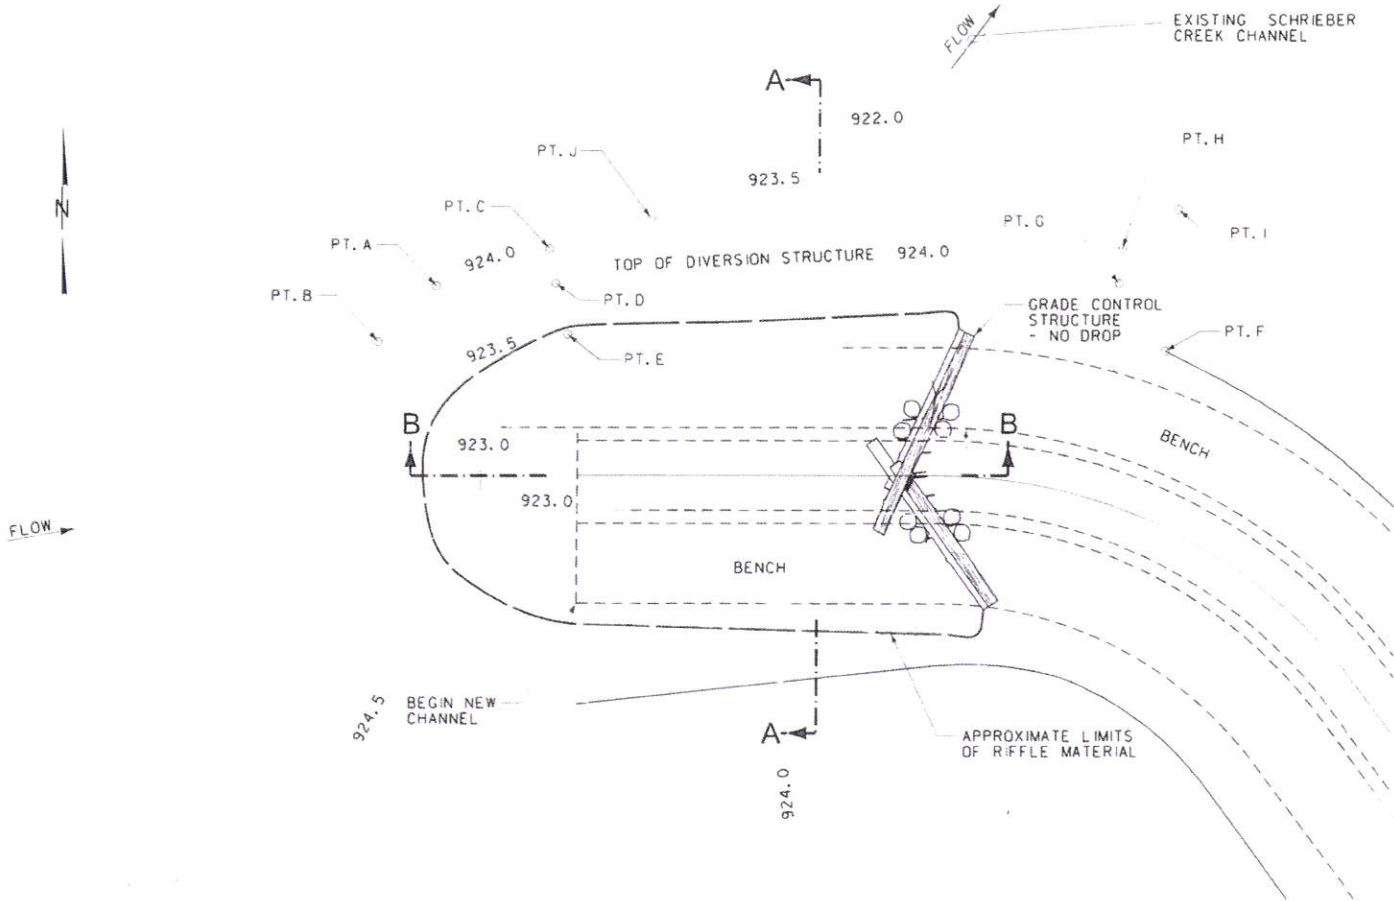 FLOW
EXISTING SCHRIEBER
CREEK CHANNEL
A
922.0
PT. J
PT. H
923.5
N
PT. C
PT. G
PT. A
924.0
PT. I
TOP OF DIVERSION STRUCTURE 924.0
PT. B
PT. D
GRADE CONTROL
STRUCTURE
- NO DROP
PT. F
923.5
PT. E
B
B
923.0
BENCH
923.0
FLOW
BENCH
924.5
BEGIN NEW
CHANNEL
A
APPROXIMATE LIMITS
OF RIFFLE MATERIAL
924.0